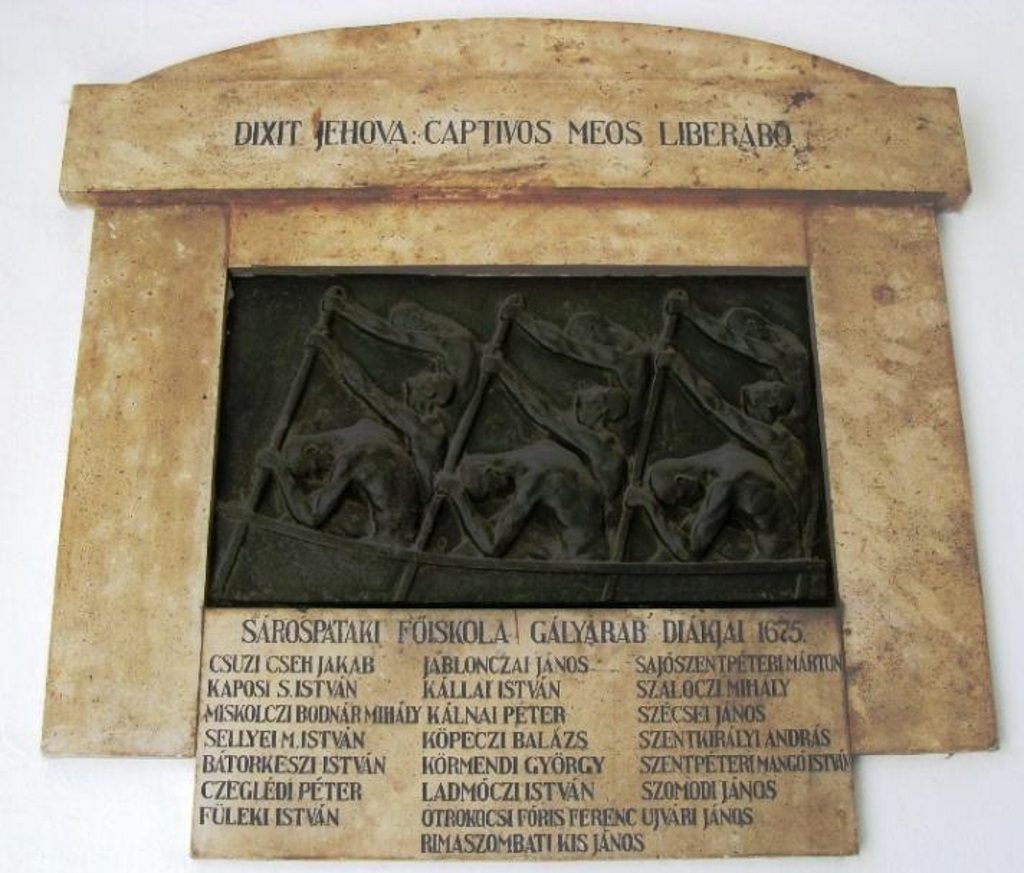 DIXIT JEHOVA: CAPTIVOS MEOS LIBERABO.
SÁROSPATAKI FŐISKOLA GÁLYARAB DIÁKJAI 1675.
CSUZI CSEH JAKAB
KAPOSI S. ISTVÁN
MISKOLCZI BODNÁR MIHÁLY
SELLYEI M. ISTVÁN
BÁTORKESZI ISTVÁN
CZEGLÉDI PÉTER
FÜLEKI ISTVÁN
JABLONCZAI JÁNOS
KÁLLAI ISTVÁN
KÁLNAI PÉTER
KÖPECZI BALÁZS
KÖRMENDI GYÖRGY
LADMÓCZI ISTVÁN
OTROKOCSI FÓRIS FERENC
RIMASZOMBATI KIS JÁNOS
SAJÓSZENTPÉTERI MÁRTON
SZALÓCZI MIHÁLY
SZÉCSEI JÁNOS
SZENTKIRÁLYI ANDRÁS
SZENTPÉTERI MANGÓ ISTVÁN
SZOMODI JÁNOS
UJVÁRI JÁNOS